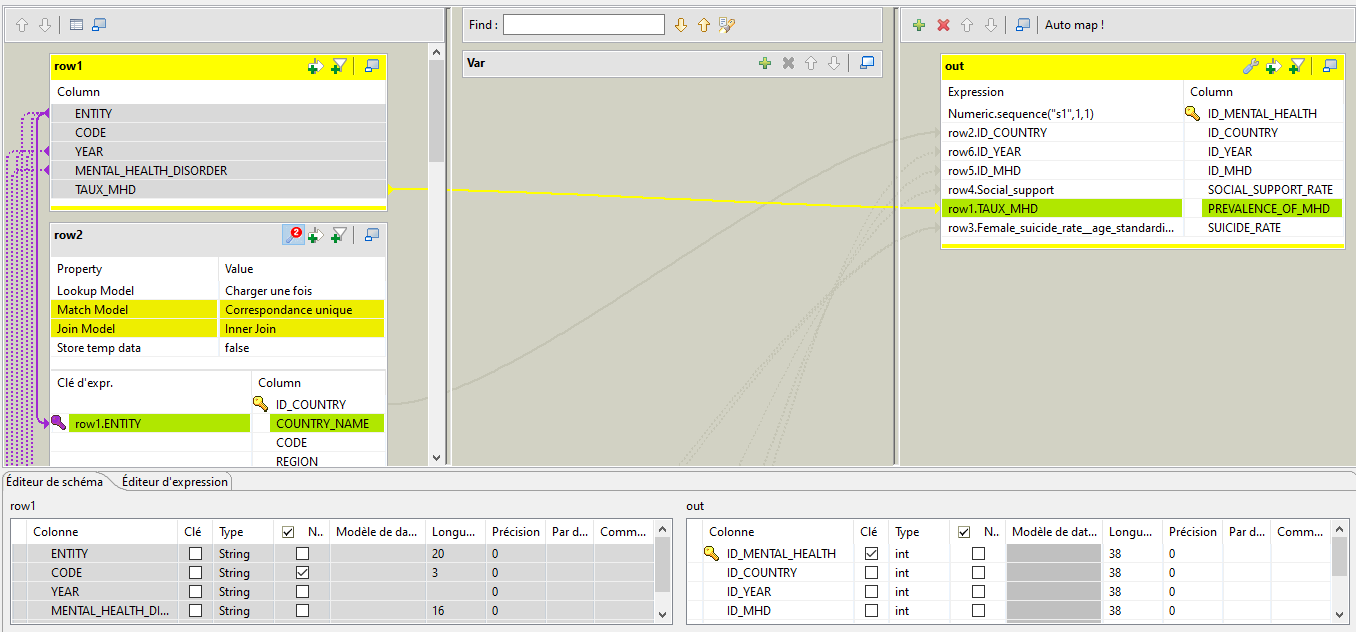 Find :
Auto map !
row1
Column
ENTITY
CODE
YEAR
MENTAL_HEALTH_DISORDER
TAUX_MHD
row2
2
Property Value
Lookup Model Charger une fois
Match Model Correspondance unique
Join Model Inner Join
Store temp data false
Clé d'expr. Column
ID_COUNTRY
row1.ENTITY COUNTRY_NAME
CODE
REGION
Var
out
Expression Column
Numeric.sequence("s1",1,1) ID_MENTAL_HEALTH
row2.ID_COUNTRY ID_COUNTRY
row6.ID_YEAR ID_YEAR
row5.ID_MHD ID_MHD
row4.Social_support SOCIAL_SUPPORT_RATE
row1.TAUX_MHD PREVALENCE_OF_MHD
row3.Female_suicide_rate__age_standardi... SUICIDE_RATE
Éditeur de schéma Éditeur d'expression
row1
Colonne Clé Type N.. Modèle de da... Longu... Précision Par d... Comm...
ENTITY String 20 0
CODE String 3 0
YEAR String 0
MENTAL_HEALTH_DI... String 16 0
out
Colonne Clé Type N.. Modèle de dat... Longu... Précision Par d... Comm...
ID_MENTAL_HEALTH int 38 0
ID_COUNTRY int 38 0
ID_YEAR int 38 0
ID_MHD int 38 0